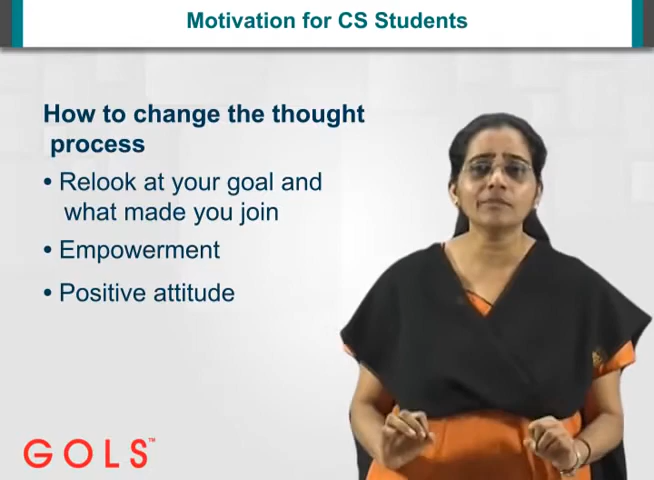 Motivation for CS Students
How to change the thought
process
• Relook at your goal and
what made you join
• Empowerment
• Positive attitude
GOLS™